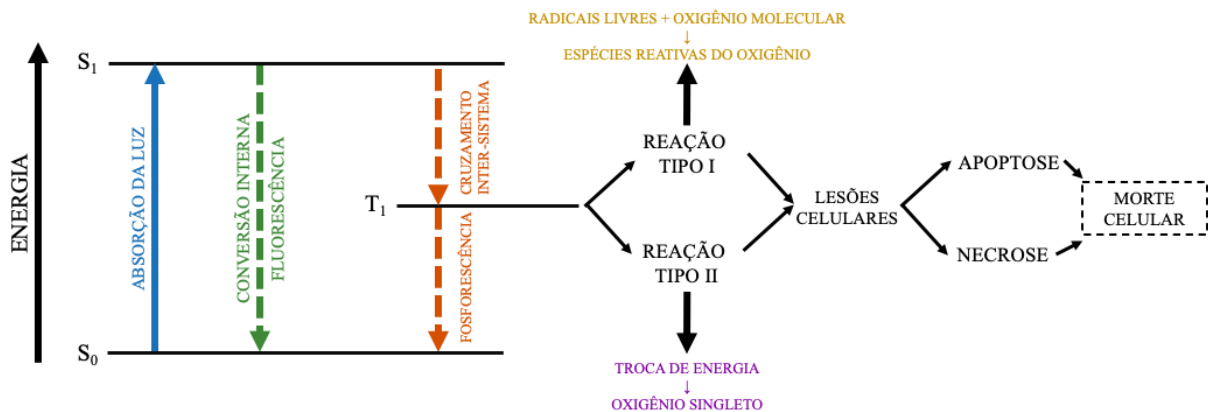 RADICAIS LIVRES + OXIGÊNIO MOLECULAR
↓
ESPÉCIES REATIVAS DO OXIGÊNIO
ENERGIA
S₁
ABSORÇÃO DA LUZ
CONVERSÃO INTERNA
FLUORESCÊNCIA
CRUZAMENTO
INTER-SISTEMA
T₁
FOSFORESCÊNCIA
S₀
REAÇÃO
TIPO I
REAÇÃO
TIPO II
LESÕES
CELULARES
APOPTOSE
NECROSE
MORTE
CELULAR
TROCA DE ENERGIA
↓
OXIGÊNIO SINGLETO